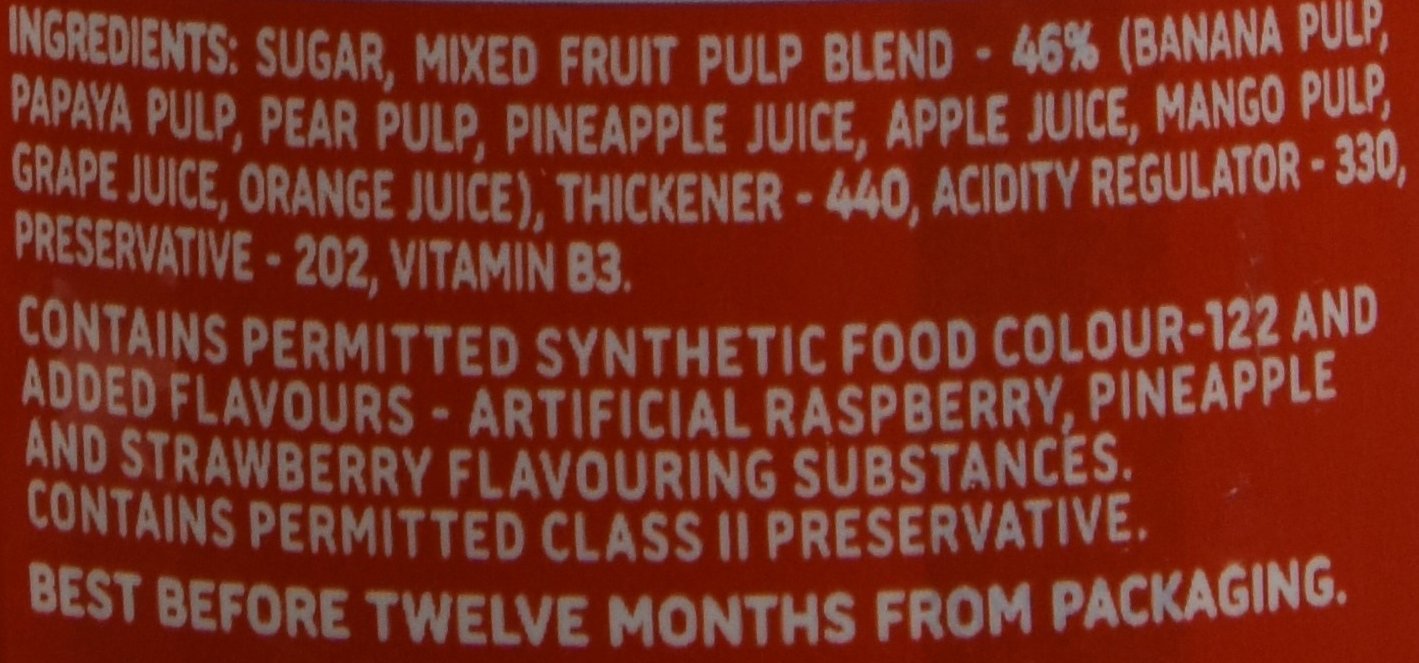 INGREDIENTS: SUGAR, MIXED FRUIT PULP BLEND - 46% (BANANA PULP,
PAPAYA PULP, PEAR PULP, PINEAPPLE JUICE, APPLE JUICE, MANGO PULP,
GRAPE JUICE, ORANGE JUICE), THICKENER - 440, ACIDITY REGULATOR - 330,
PRESERVATIVE - 202, VITAMIN B3.
CONTAINS PERMITTED SYNTHETIC FOOD COLOUR-122 AND
ADDED FLAVOURS - ARTIFICIAL RASPBERRY, PINEAPPLE
AND STRAWBERRY FLAVOURING SUBSTANCES.
CONTAINS PERMITTED CLASS II PRESERVATIVE.
BEST BEFORE TWELVE MONTHS FROM PACKAGING.